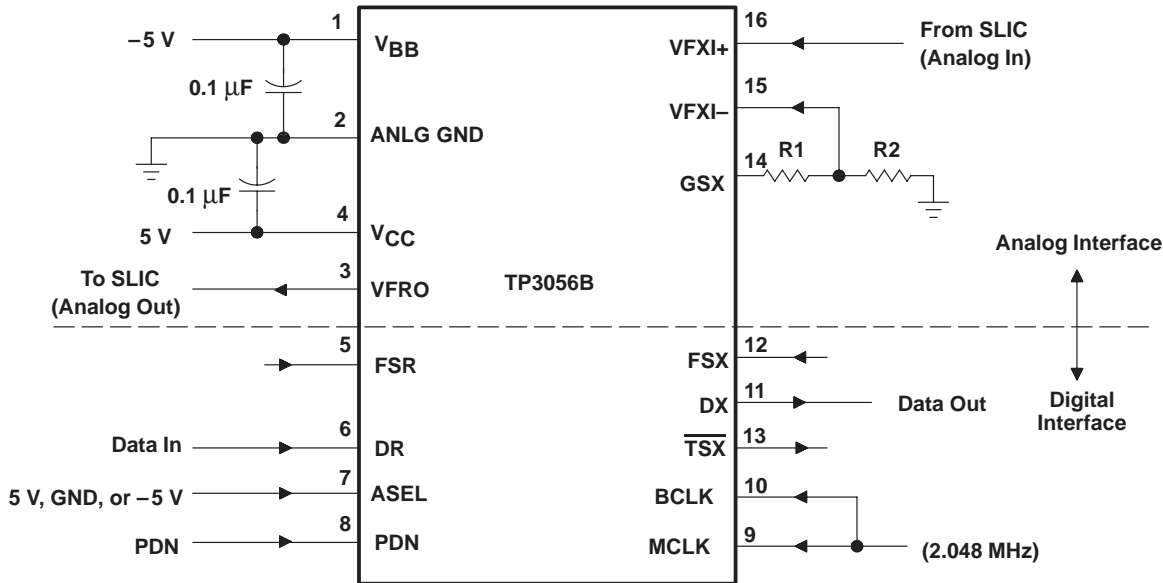 1
−5 V
VBB
0.1 μF
2
ANLG GND
0.1 μF
4
5 V
VCC
To SLIC
(Analog Out)
3
VFRO
TP3056B
5
FSR
Data In
6
DR
5 V, GND, or −5 V
7
ASEL
PDN
8
PDN
16
VFXI+
From SLIC
(Analog In)
15
VFXI–
R1
R2
14
GSX
Analog Interface
12
FSX
11
DX
Data Out
Digital
Interface
13
TSX
10
BCLK
9
MCLK
(2.048 MHz)